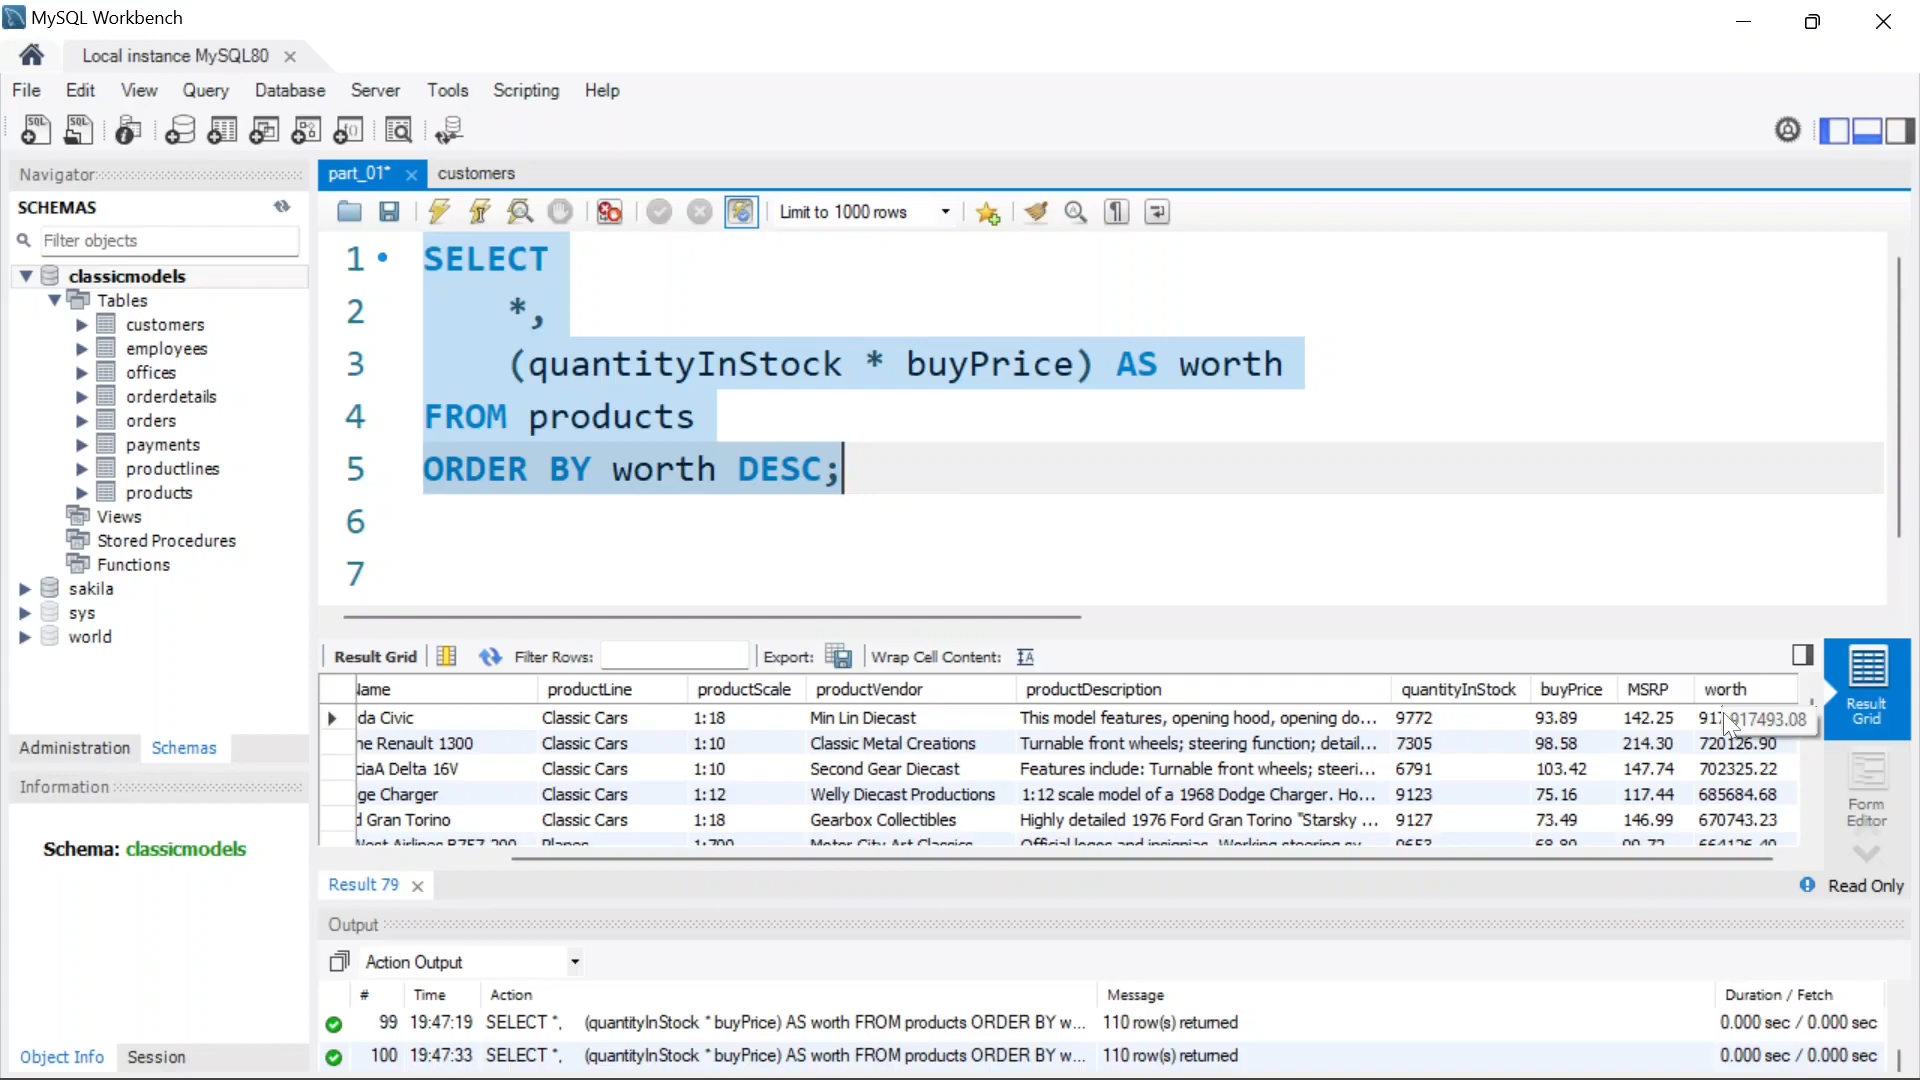 MySQL Workbench
Local instance MySQL80
File Edit View Query Database Server Tools Scripting Help
Navigator
SCHEMAS
Filter objects
classicmodels
Tables
customers
employees
offices
orderdetails
orders
payments
productlines
products
Views
Stored Procedures
Functions
sakila
sys
world
Administration Schemas
Information
Schema: classicmodels
Object Info Session
part_01* customers
Limit to 1000 rows
1 SELECT
2 *,
3 (quantityInStock * buyPrice) AS worth
4 FROM products
5 ORDER BY worth DESC;
6
7
Result Grid Filter Rows: Export: Wrap Cell Content:
productLine productScale productVendor productDescription quantityInStock buyPrice MSRP worth
da Civic Classic Cars 1:18 Min Lin Diecast This model features, opening hood, opening do... 9772 93.89 142.25 917493.08
ne Renault 1300 Classic Cars 1:10 Classic Metal Creations Turnable front wheels; steering function; detail... 7305 98.58 214.30 720126.90
ciaA Delta 16V Classic Cars 1:10 Second Gear Diecast Features include: Turnable front wheels; steeri... 6791 103.42 147.74 702325.22
ge Charger Classic Cars 1:12 Welly Diecast Productions 1:12 scale model of a 1968 Dodge Charger. Ho... 9123 75.16 117.44 685684.68
d Gran Torino Classic Cars 1:18 Gearbox Collectibles Highly detailed 1976 Ford Gran Torino "Starsky ... 9127 73.49 146.99 670743.23
Result Grid
Form Editor
Result 79
Read Only
Output
Action Output
# Time Action Message Duration / Fetch
99 19:47:19 SELECT *, (quantityInStock * buyPrice) AS worth FROM products ORDER BY w... 110 row(s) returned 0.000 sec / 0.000 sec
100 19:47:33 SELECT *, (quantityInStock * buyPrice) AS worth FROM products ORDER BY w... 110 row(s) returned 0.000 sec / 0.000 sec